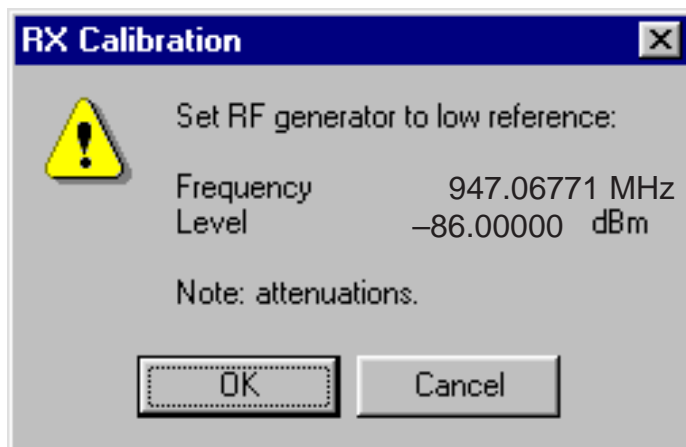 RX Calibration
Set RF generator to low reference:
Frequency 947.06771 MHz
Level –86.00000 dBm
Note: attenuations.
OK Cancel